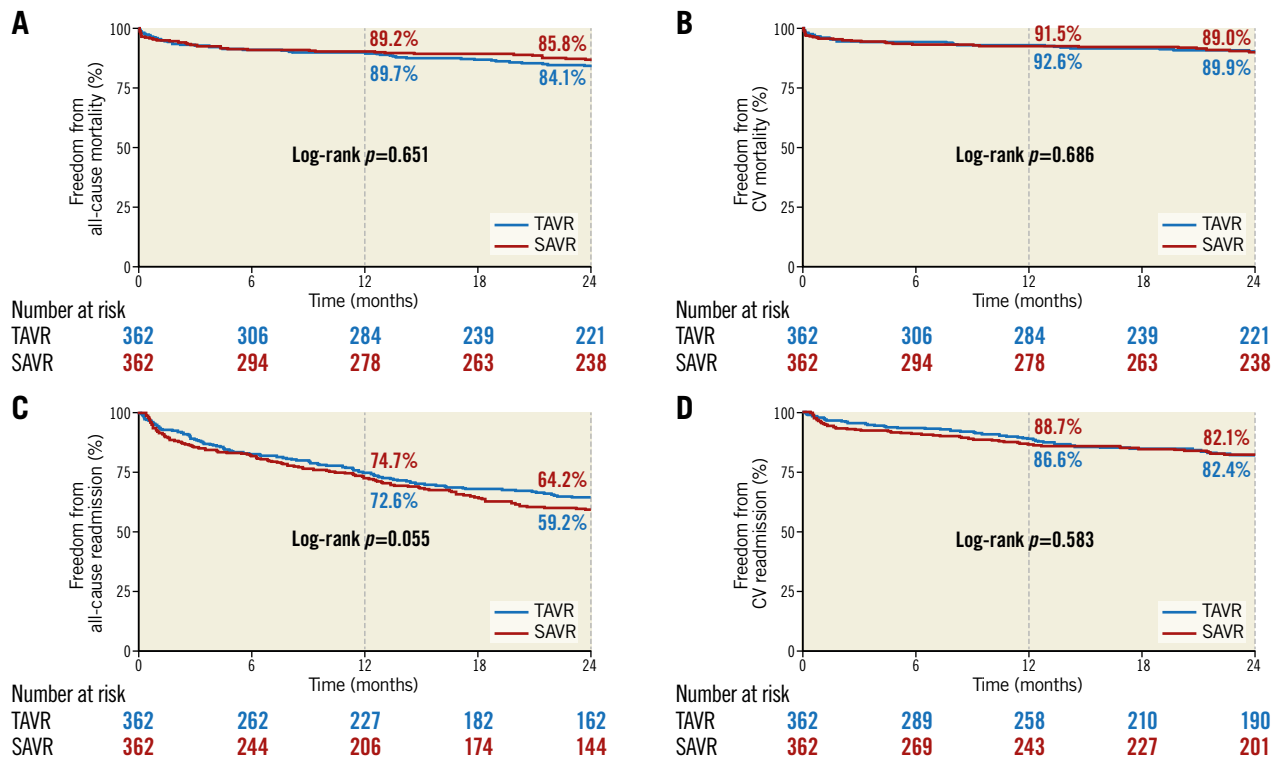 A
Freedom from
all-cause mortality (%)
100
75
50
25
0
89.2%
85.8%
89.7%
84.1%
Log-rank p=0.651
TAVR
SAVR
0 6 12 18 24
Time (months)
Number at risk
TAVR 362 306 284 239 221
SAVR 362 294 278 263 238
B
Freedom from
CV mortality (%)
100
75
50
25
0
91.5%
89.0%
92.6%
89.9%
Log-rank p=0.686
TAVR
SAVR
0 6 12 18 24
Time (months)
Number at risk
TAVR 362 306 284 239 221
SAVR 362 294 278 263 238
C
Freedom from
all-cause readmission (%)
100
75
50
25
0
74.7%
64.2%
72.6%
59.2%
Log-rank p=0.055
TAVR
SAVR
0 6 12 18 24
Time (months)
Number at risk
TAVR 362 262 227 182 162
SAVR 362 244 206 174 144
D
Freedom from
CV readmission (%)
100
75
50
25
0
88.7%
82.1%
86.6%
82.4%
Log-rank p=0.583
TAVR
SAVR
0 6 12 18 24
Time (months)
Number at risk
TAVR 362 289 258 210 190
SAVR 362 269 243 227 201